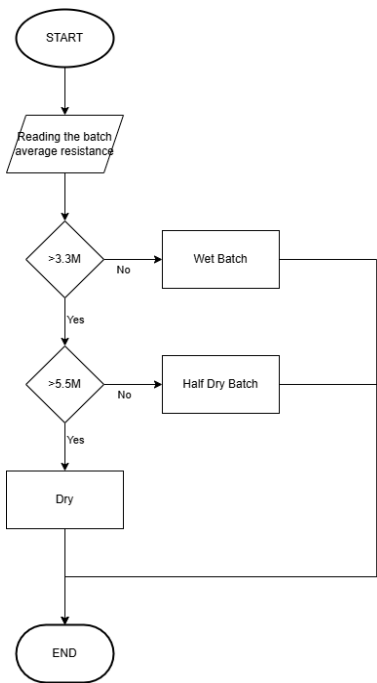 START
Reading the batch
average resistance
>3.3M
No
Wet Batch
Yes
>5.5M
No
Half Dry Batch
Yes
Dry
END